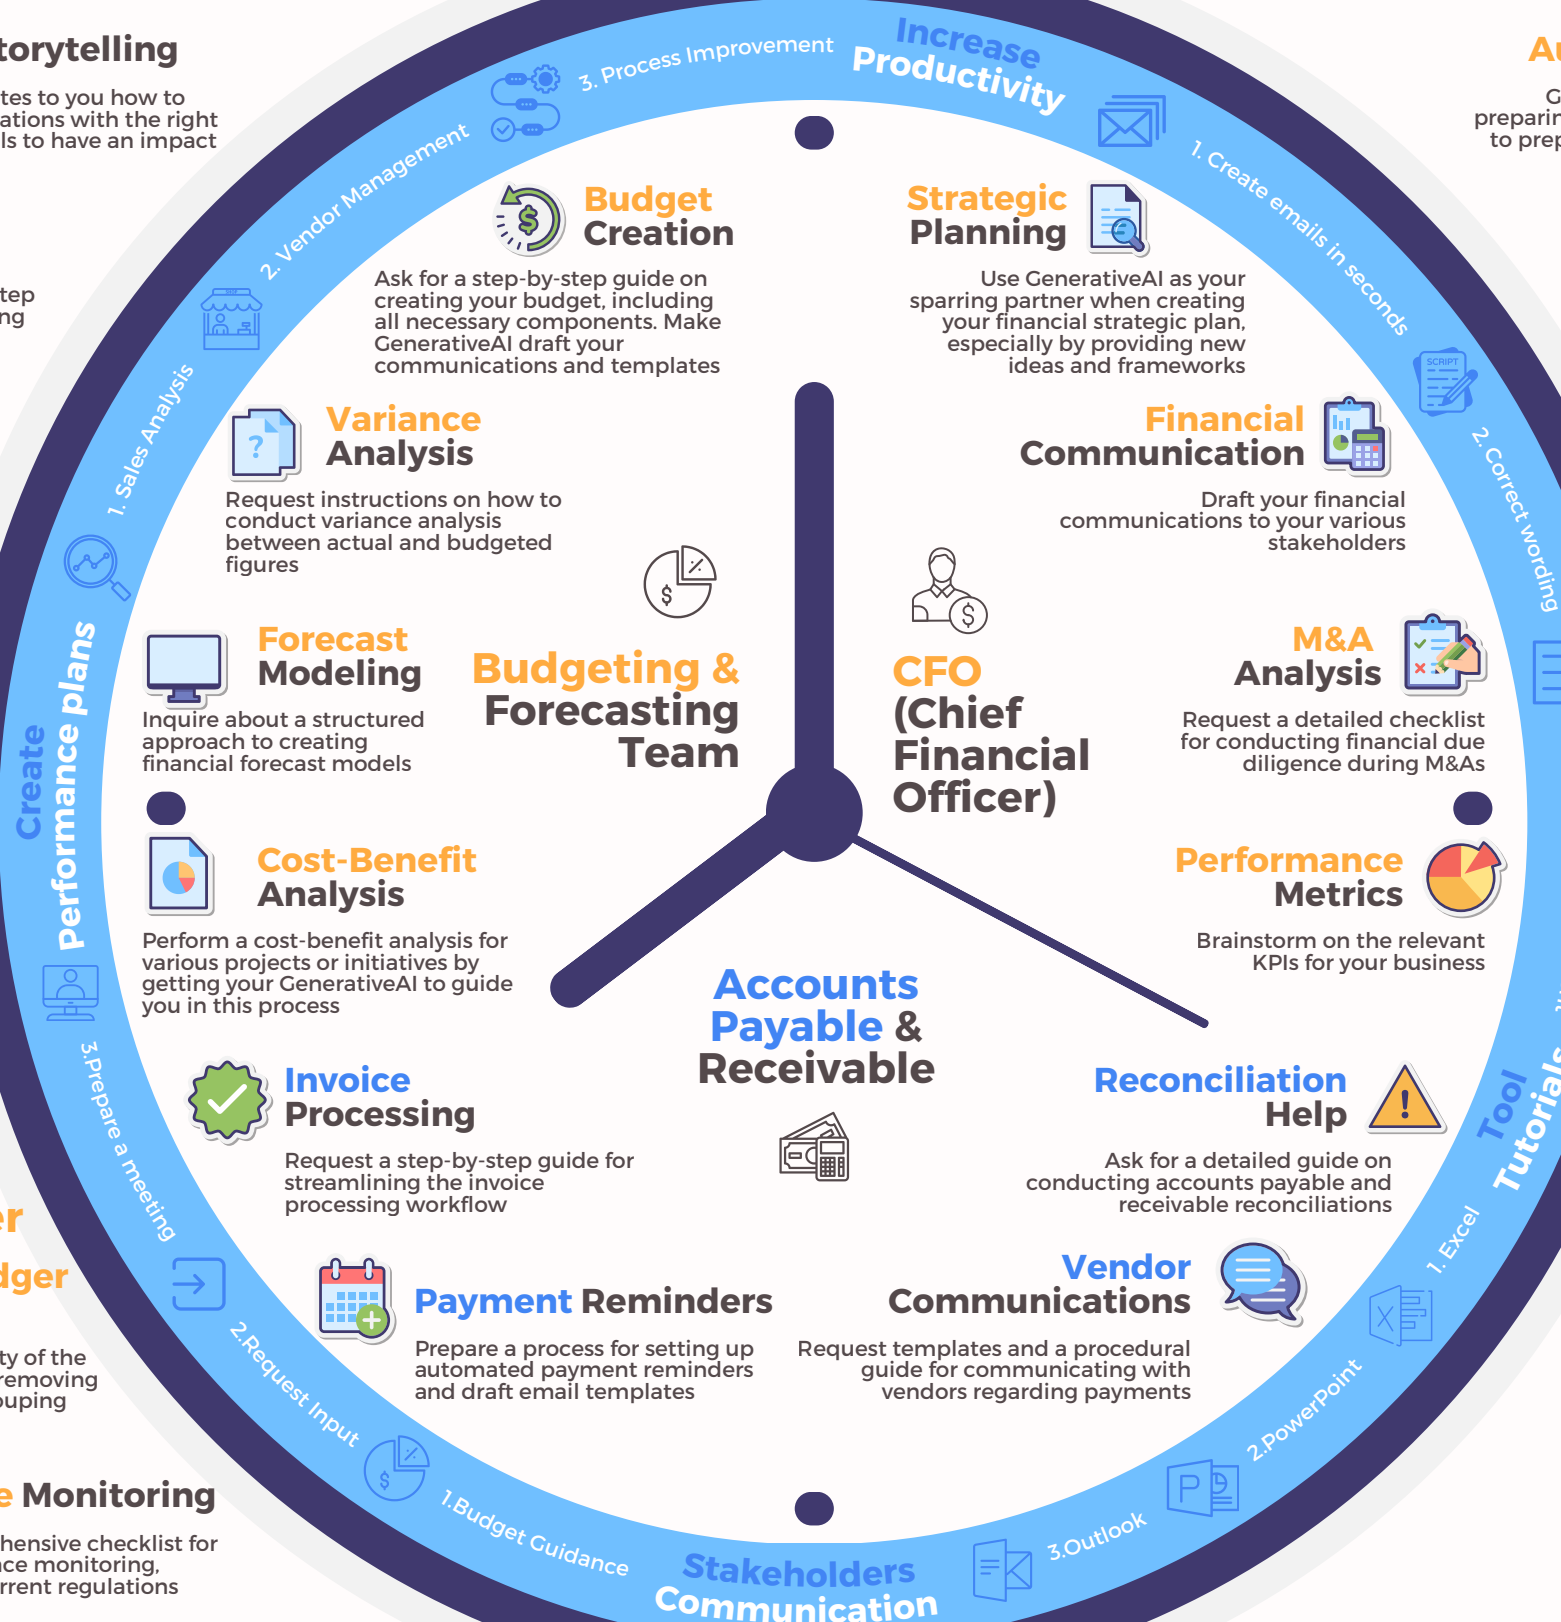 torytelling
tes to you how to
ations with the right
ls to have an impact
tep
ng
Au
G
preparin
to prep
Increase
Productivity
1. Create emails in seconds
SCRIPT
2. Correct wording
Tool
Tutorials
1. Excel
X
2.PowerPoint
P
3.Outlook
Stakeholders
Communication
1.Budget Guidance
$ %
2.Request Input
3.Prepare a meeting
Create
Performance plans
1. Sales Analysis
2. Vendor Management
3. Process Improvement
Budget
Creation
Ask for a step-by-step guide on
creating your budget, including
all necessary components. Make
GenerativeAI draft your
communications and templates
Variance
Analysis
Request instructions on how to
conduct variance analysis
between actual and budgeted
figures
Forecast
Modeling
Inquire about a structured
approach to creating
financial forecast models
Cost-Benefit
Analysis
Perform a cost-benefit analysis for
various projects or initiatives by
getting your GenerativeAI to guide
you in this process
$ %
Budgeting &
Forecasting
Team
Strategic
Planning
Use GenerativeAI as your
sparring partner when creating
your financial strategic plan,
especially by providing new
ideas and frameworks
Financial
Communication
Draft your financial
communications to your various
stakeholders
M&A
Analysis
Request a detailed checklist
for conducting financial due
diligence during M&As
Performance
Metrics
Brainstorm on the relevant
KPIs for your business
$
CFO
(Chief
Financial
Officer)
Accounts
Payable &
Receivable
Invoice
Processing
Request a step-by-step guide for
streamlining the invoice
processing workflow
Payment Reminders
Prepare a process for setting up
automated payment reminders
and draft email templates
Reconciliation
Help
Ask for a detailed guide on
conducting accounts payable and
receivable reconciliations
Vendor
Communications
Request templates and a procedural
guide for communicating with
vendors regarding payments
er
dger
ty of the
removing
ouping
e Monitoring
hensive checklist for
ce monitoring,
rrent regulations